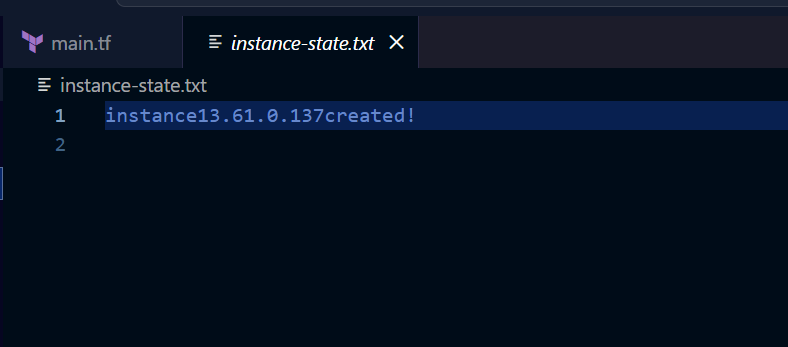 main.tf
instance-state.txt
instance-state.txt
1 instance13.61.0.137created!
2